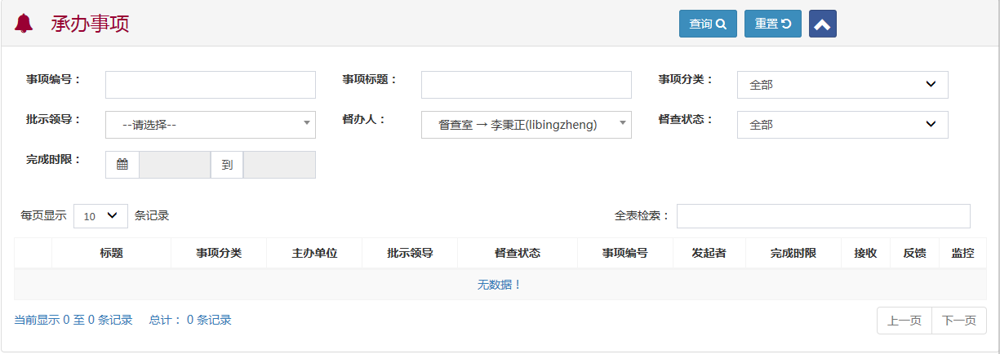 承办事项 查询 重置
事项编号： 事项标题： 事项分类： 全部
批示领导： --请选择-- 督办人： 督查室 → 李秉正(libingzheng) 督查状态： 全部
完成时限： 到
每页显示 10 条记录 全表检索：
标题 事项分类 主办单位 批示领导 督查状态 事项编号 发起者 完成时限 接收 反馈 监控
无数据！
当前显示 0 至 0 条记录 总计： 0 条记录 上一页 下一页